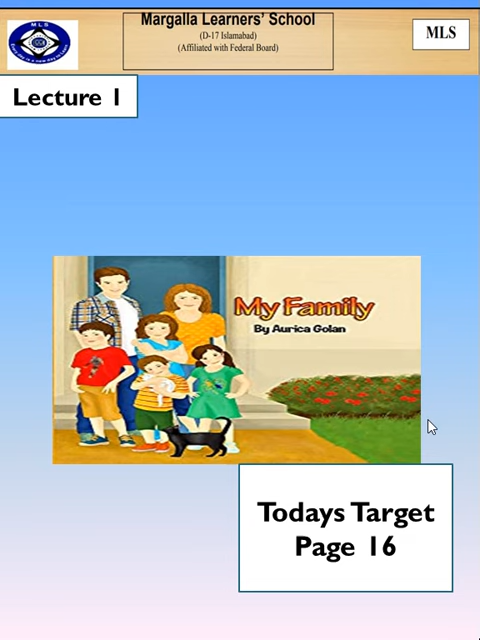 Margalla Learners' School
(D-17 Islamabad)
(Affiliated with Federal Board)
MLS
MLS
Lecture 1
My Family
By Aurica Golan
Todays Target
Page 16